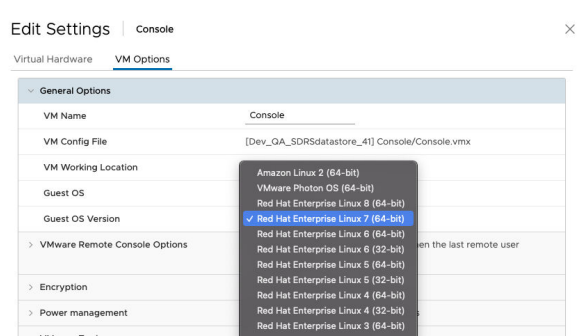 Edit Settings | Console
Virtual Hardware VM Options
General Options
VM Name Console
VM Config File [Dev_QA_SDRSdatastore_41] Console/Console.vmx
VM Working Location
Amazon Linux 2 (64-bit)
VMware Photon OS (64-bit)
Guest OS
Red Hat Enterprise Linux 8 (64-bit)
Guest OS Version ✓ Red Hat Enterprise Linux 7 (64-bit)
Red Hat Enterprise Linux 6 (64-bit)
VMware Remote Console Options Red Hat Enterprise Linux 6 (32-bit) en the last remote user
Red Hat Enterprise Linux 5 (64-bit)
Red Hat Enterprise Linux 5 (32-bit)
Encryption
Red Hat Enterprise Linux 4 (64-bit)
Power management Red Hat Enterprise Linux 4 (32-bit) s
Red Hat Enterprise Linux 3 (64-bit)